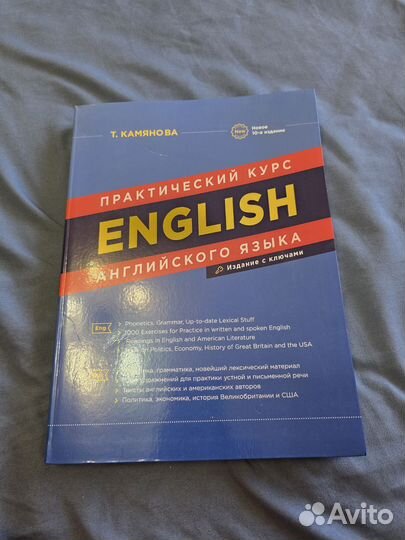 Т. КАМЯНОВА
New
Новое
10-е издание
ПРАКТИЧЕСКИЙ КУРС
ENGLISH
АНГЛИЙСКОГО ЯЗЫКА
Издание с ключами
Eng
Phonetics, Grammar, Up-to-date Lexical Stuff
1000 Exercises for Practice in written and spoken English
Readings in English and American Literature
Politics, Economy, History of Great Britain and the USA
грамматика, новейший лексический материал
упражнений для практики устной и письменной речи
Тексты английских и американских авторов
Политика, экономика, история Великобритании и США
Avito